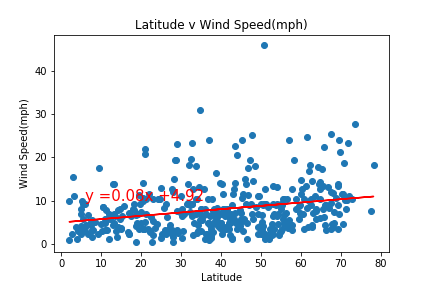 Latitude v Wind Speed(mph)
Wind Speed(mph)
40
30
20
10
0
y =0.08x +4.92
0 10 20 30 40 50 60 70 80
Latitude